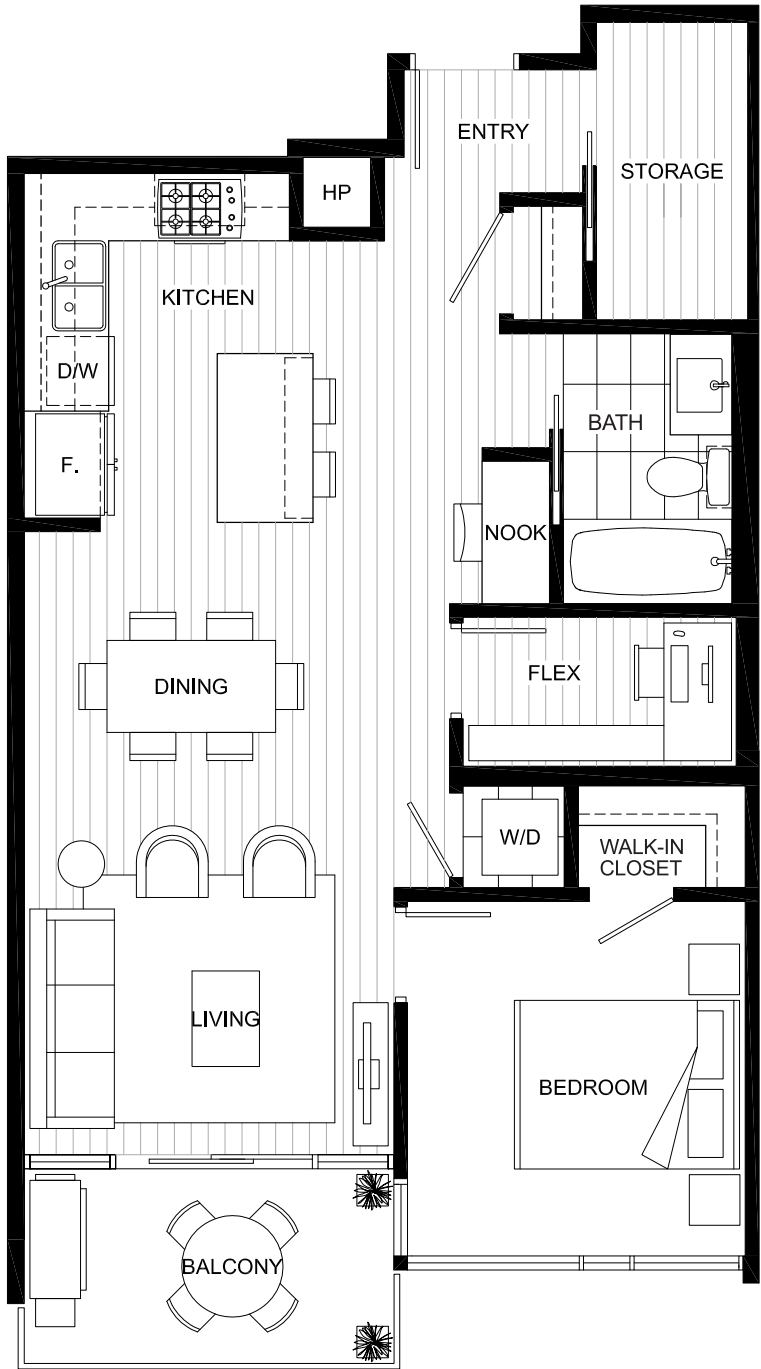 ENTRY
STORAGE
HP
KITCHEN
D/W
BATH
F.
NOOK
FLEX
DINING
W/D
WALK-IN
CLOSET
LIVING
BEDROOM
BALCONY